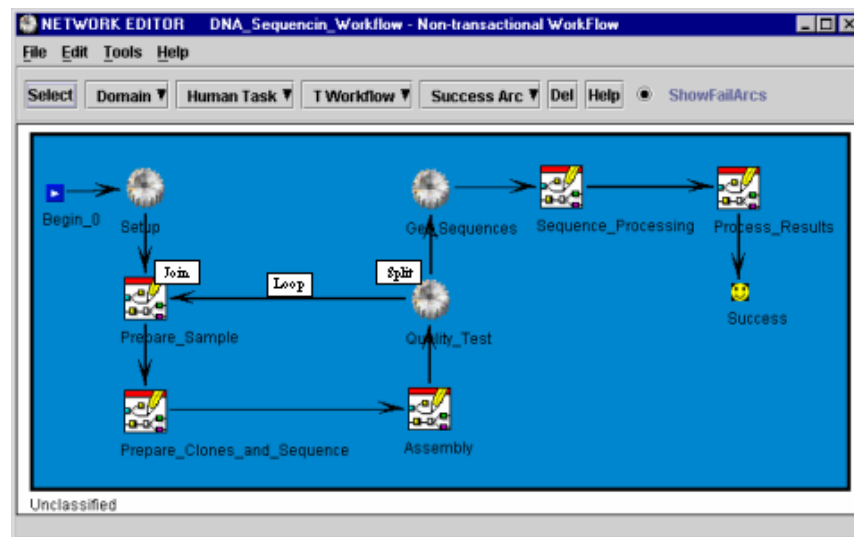 NETWORK EDITOR DNA_Sequencin_Workflow - Non-transactional WorkFlow
File Edit Tools Help
Select Domain Human Task T Workflow Success Arc Del Help ShowFailArcs
Begin_0
Setup
Get_Sequences
Sequence_Processing
Process_Results
Join
Loop
Split
Success
Prepare_Sample
Quality_Test
Prepare_Clones_and_Sequence
Assembly
Unclassified